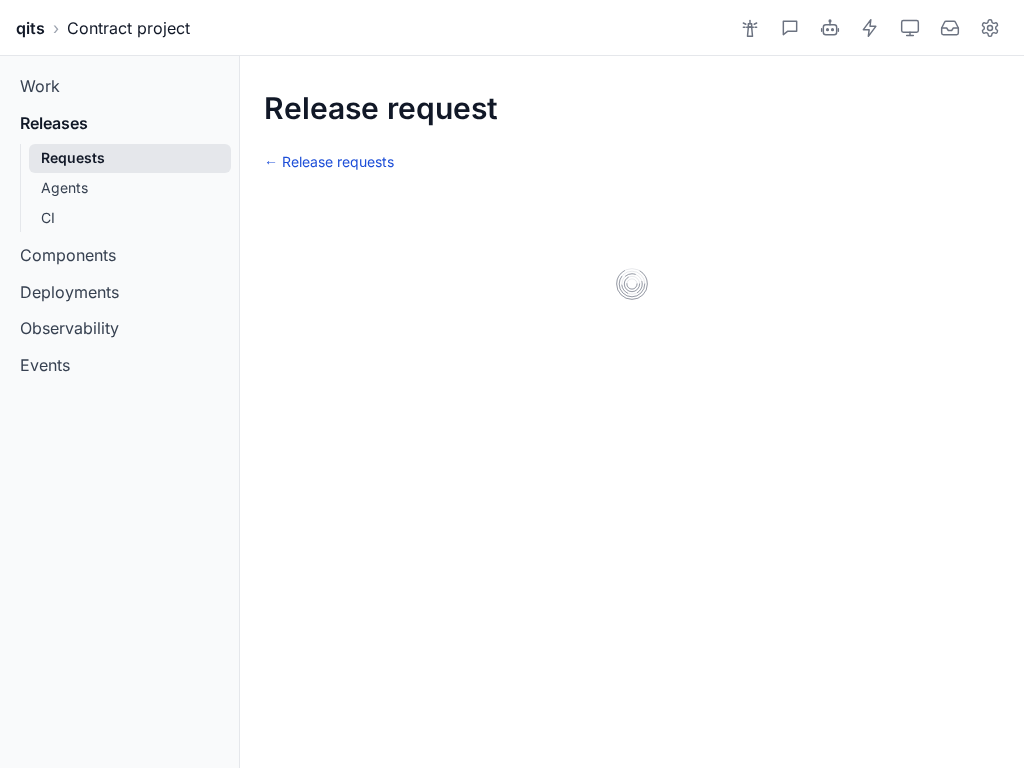 qits › Contract project
Work
Releases
Requests
Agents
CI
Components
Deployments
Observability
Events
Release request
← Release requests